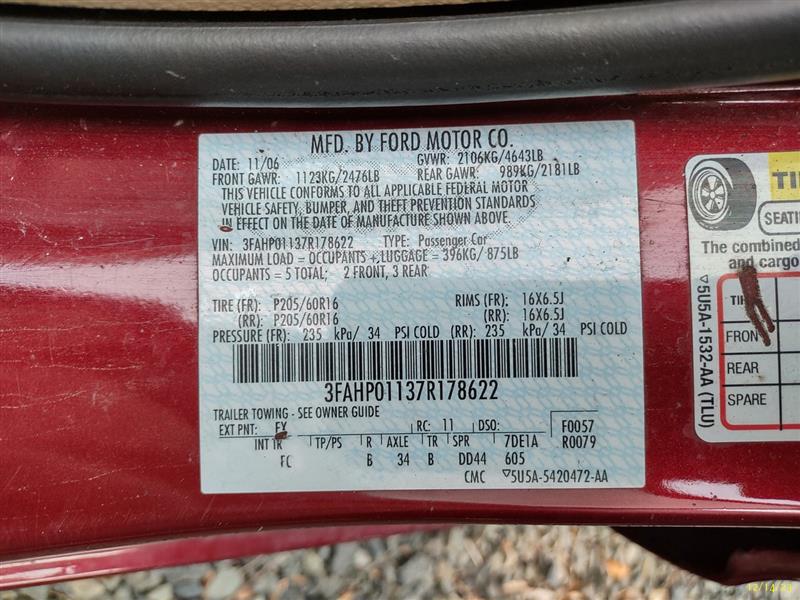 MFD. BY FORD MOTOR CO.
DATE: 11/06 GVWR: 2106KG/4643LB
FRONT GAWR: 1123KG/2476LB REAR GAWR: 989KG/2181LB
THIS VEHICLE CONFORMS TO ALL APPLICABLE FEDERAL MOTOR
VEHICLE SAFETY, BUMPER, AND THEFT PREVENTION STANDARDS
IN EFFECT ON THE DATE OF MANUFACTURE SHOWN ABOVE.
VIN: 3FAHP01137R178622 TYPE: Passenger Car
MAXIMUM LOAD = OCCUPANTS + LUGGAGE = 396KG/875LB
OCCUPANTS = 5 TOTAL; 2 FRONT, 3 REAR
TIRE (FR): P205/60R16 RIMS (FR): 16X6.5J
(RR): P205/60R16 (RR): 16X6.5J
PRESSURE (FR): 235 kPa/ 34 PSI COLD (RR): 235 kPa/ 34 PSI COLD
3FAHP01137R178622
TRAILER TOWING - SEE OWNER GUIDE
EXT PNT: FX RC: 11 DSO: F0057
INT TR TP/PS R AXLE TR SPR 7DE1A R0079
FC B 34 B DD44 605
CMC ▽5U5A-5420472-AA
TI
SEATI
The combined
and cargo
TI
FRON
REAR
SPARE
▽5U5A-1532-AA (TLU)
12/14/23